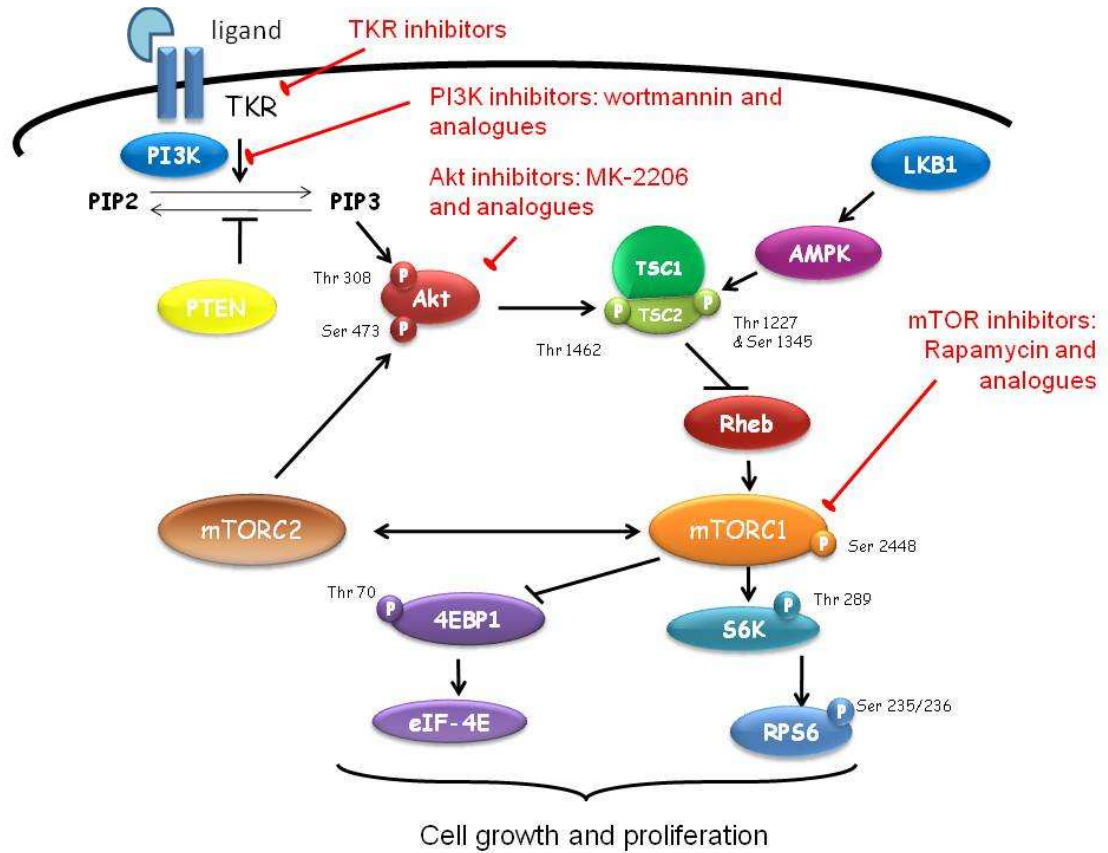 ligand
TKR inhibitors
TKR
PI3K inhibitors: wortmannin and
analogues
PI3K
LKB1
PIP2
PIP3
Akt inhibitors: MK-2206
and analogues
AMPK
TSC1
Thr 308
P
Akt
PTEN
P
TSC2
P
Ser 473
P
Thr 1462
Thr 1227
& Ser 1345
mTOR inhibitors:
Rapamycin and
analogues
Rheb
mTORC2
mTORC1
P
Ser 2448
Thr 70
P
4EBP1
P
Thr 289
S6K
eIF-4E
P
Ser 235/236
RPS6
Cell growth and proliferation